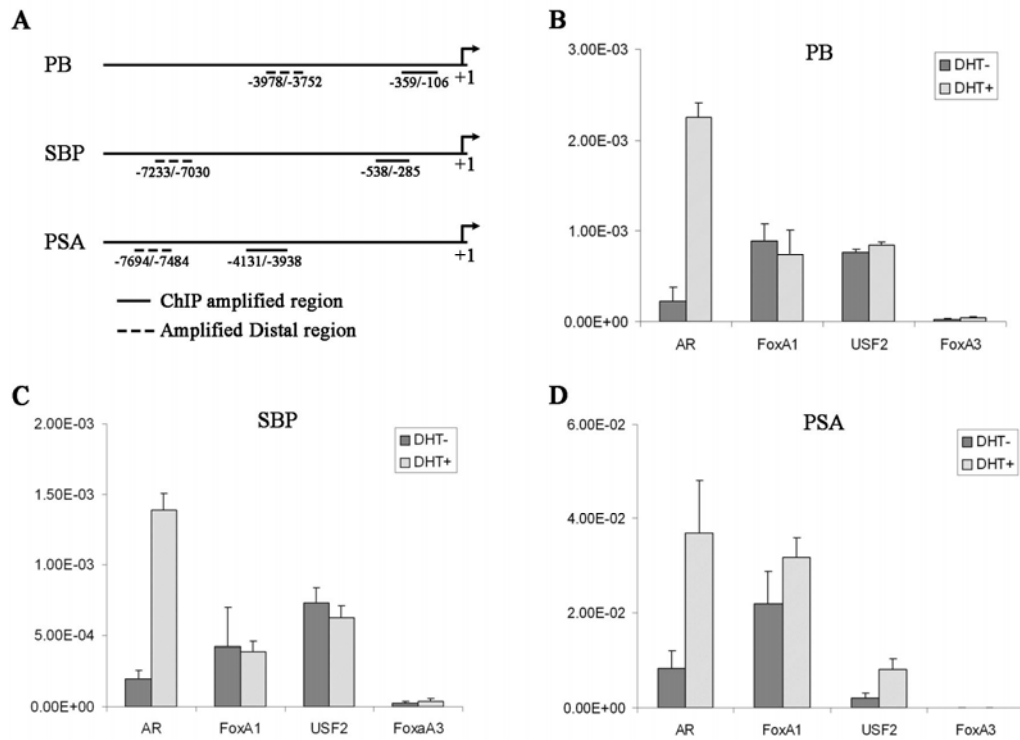 A
PB
-3978/-3752
-359/-106
+1
SBP
-7233/-7030
-538/-285
+1
PSA
-7694/-7484
-4131/-3938
+1
ChIP amplified region
Amplified Distal region
B
PB
3.00E-03
2.00E-03
1.00E-03
0.00E+00
DHT-
DHT+
AR
FoxA1
USF2
FoxA3
C
SBP
2.00E-03
1.50E-03
1.00E-03
5.00E-04
0.00E+00
DHT-
DHT+
AR
FoxA1
USF2
FoxaA3
D
PSA
6.00E-02
4.00E-02
2.00E-02
0.00E+00
DHT-
DHT+
AR
FoxA1
USF2
FoxA3